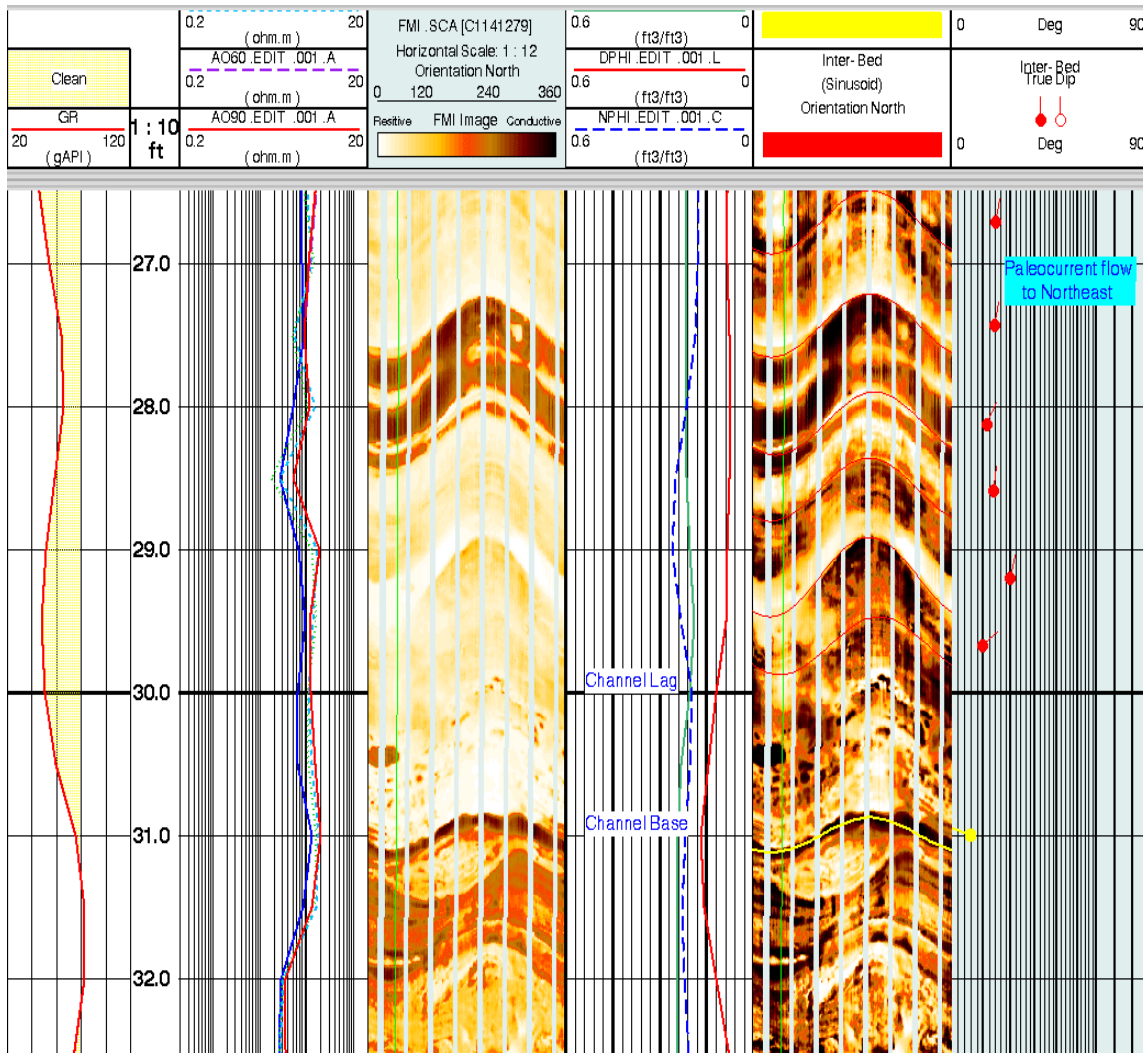 Clean
GR
20 120
( gAPI )
1 : 10
ft
0.2 20
( ohm.m )
AO60 .EDIT .001 .A
0.2 20
( ohm.m )
AO90 .EDIT .001 .A
0.2 20
( ohm.m )
FMI .SCA [C1141279]
Horizontal Scale: 1 : 12
Orientation North
0 120 240 360
Resitive FMI Image Conductive
0.6 0
( ft3/ft3 )
DPHI .EDIT .001 .L
0.6 0
(ft3/ft3 )
NPHI .EDIT .001 .C
0.6 0
(ft3/ft3 )
Inter- Bed
(Sinusoid)
Orientation North
0 Deg 90
Inter-Bed
True Dip
0 Deg 90
27.0
28.0
29.0
30.0
31.0
32.0
Paleocurrent flow
to Northeast
Channel Lag
Channel Base